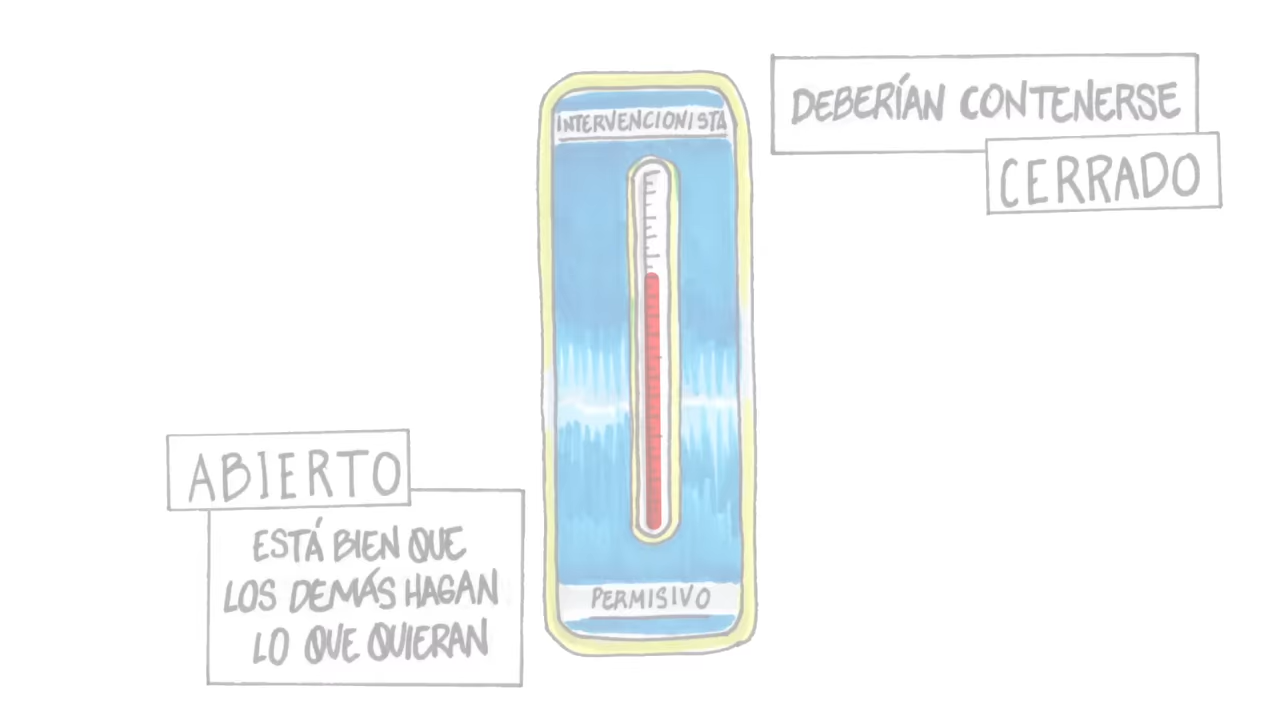 INTERVENCIONISTA
DEBERÍAN CONTENERSE
CERRADO
ABIERTO
ESTÁ BIEN QUE
LOS DEMÁS HAGAN
LO QUE QUIERAN
PERMISIVO